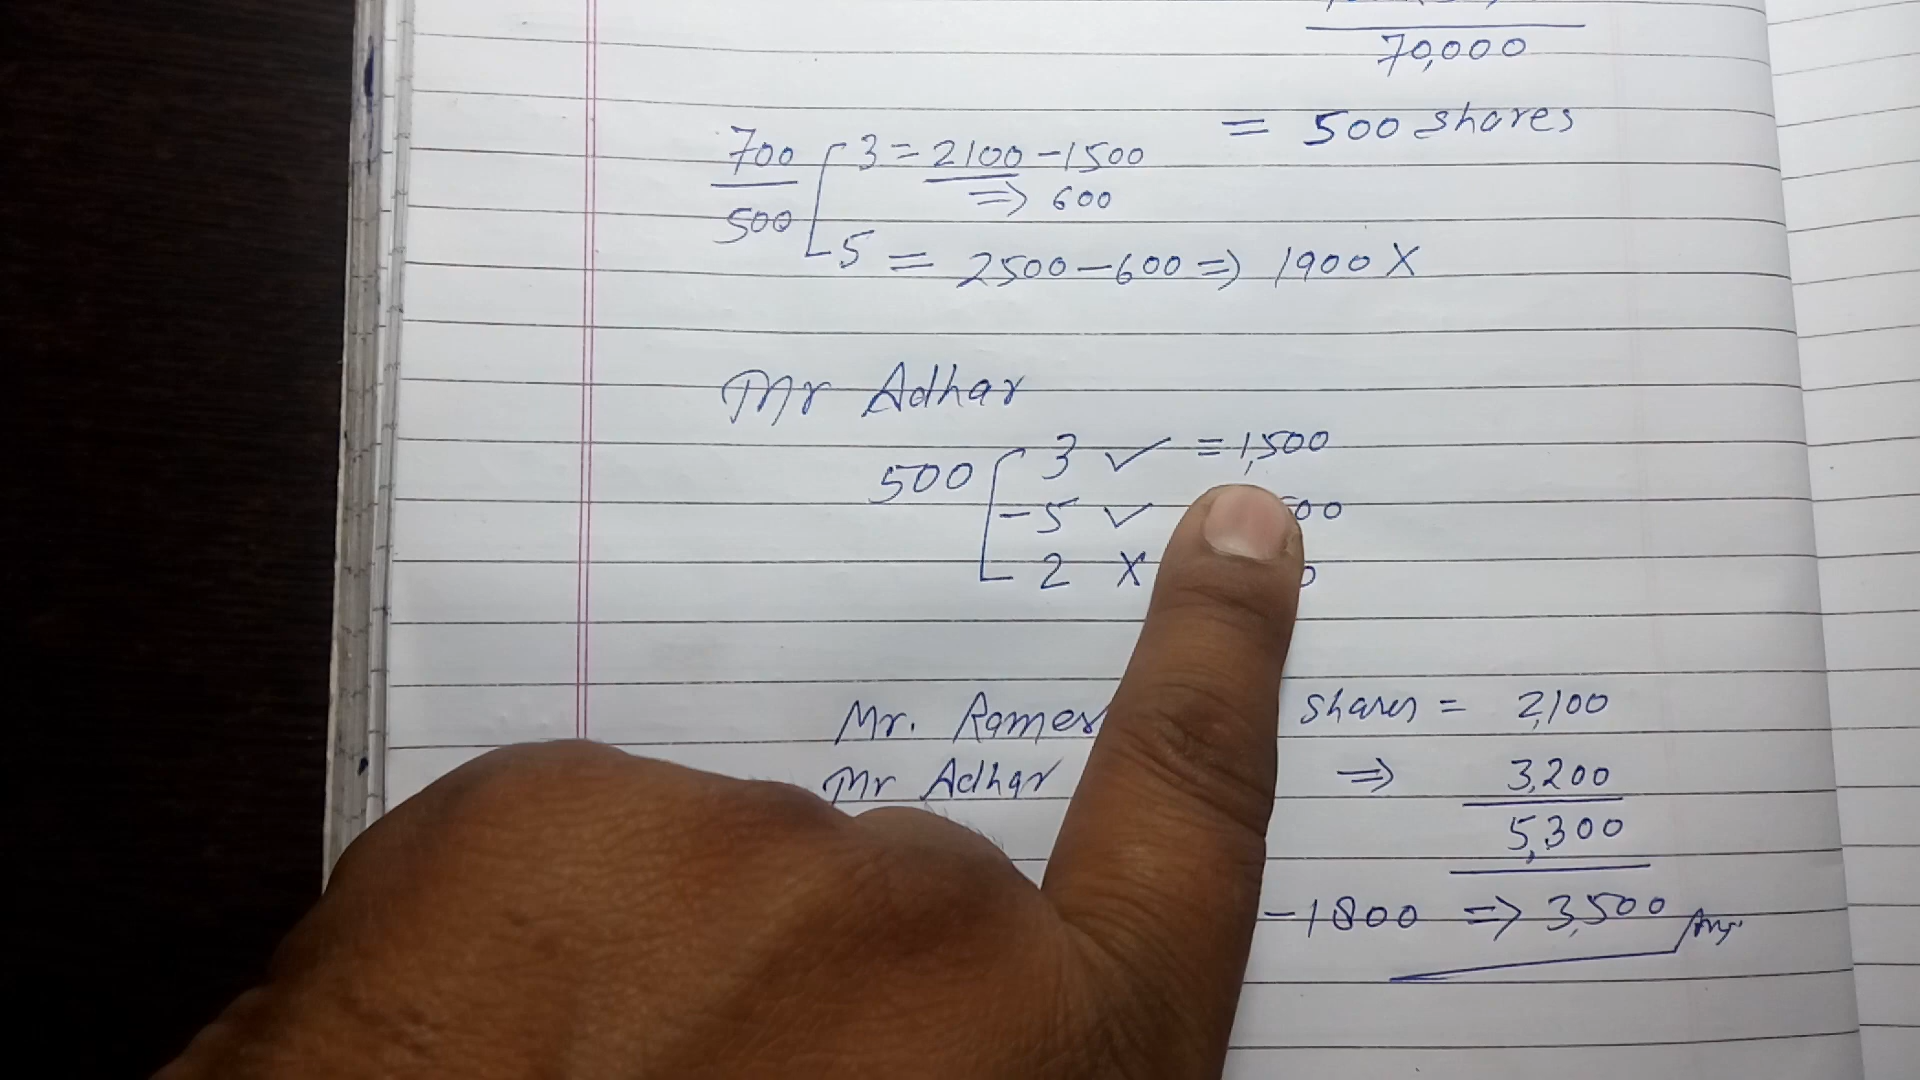 70,000
= 500 shares
700 3 = 2100 - 1500
=> 600
500
5 = 2500 - 600 => 1900 X
Mr Adhar
500 3 ✓ = 1,500
- 5 ✓
2 X
Mr. shares = 2,100
Mr Adhar => 3,200
5,300
- 1800 => 3,500 Ans.